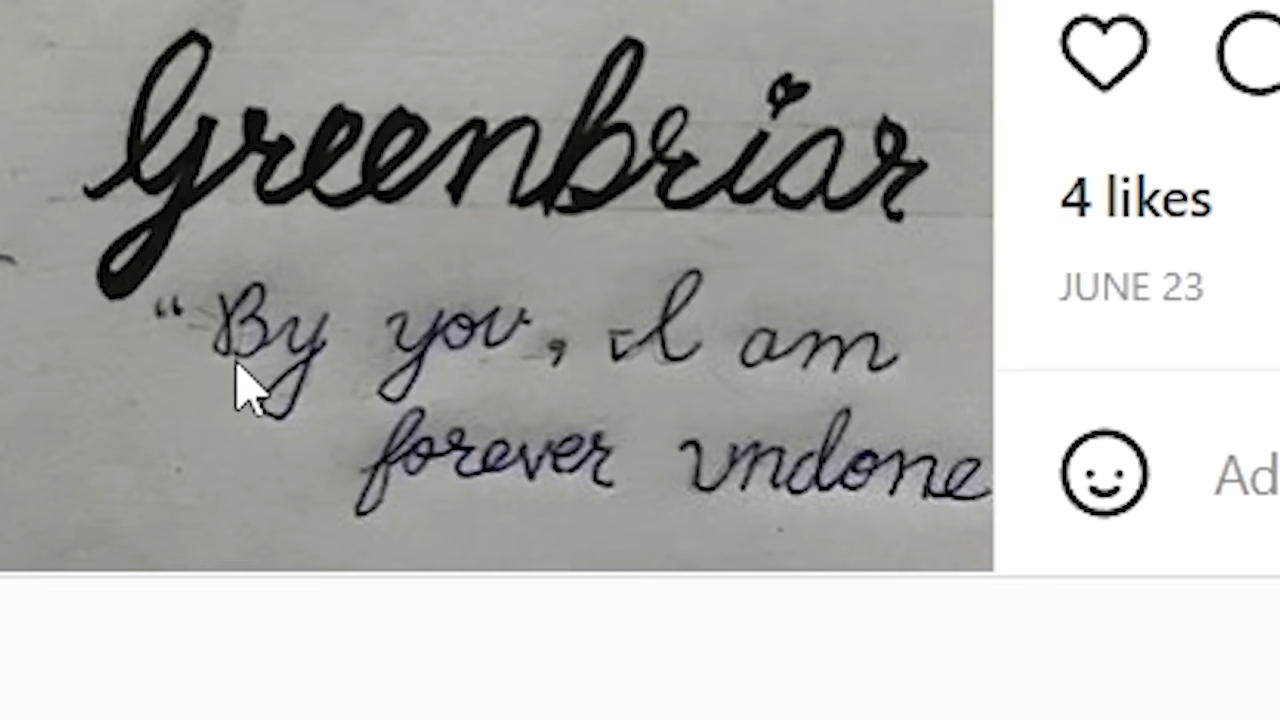 Greenbriar
“By you, I am
forever undone
4 likes
JUNE 23
Ad